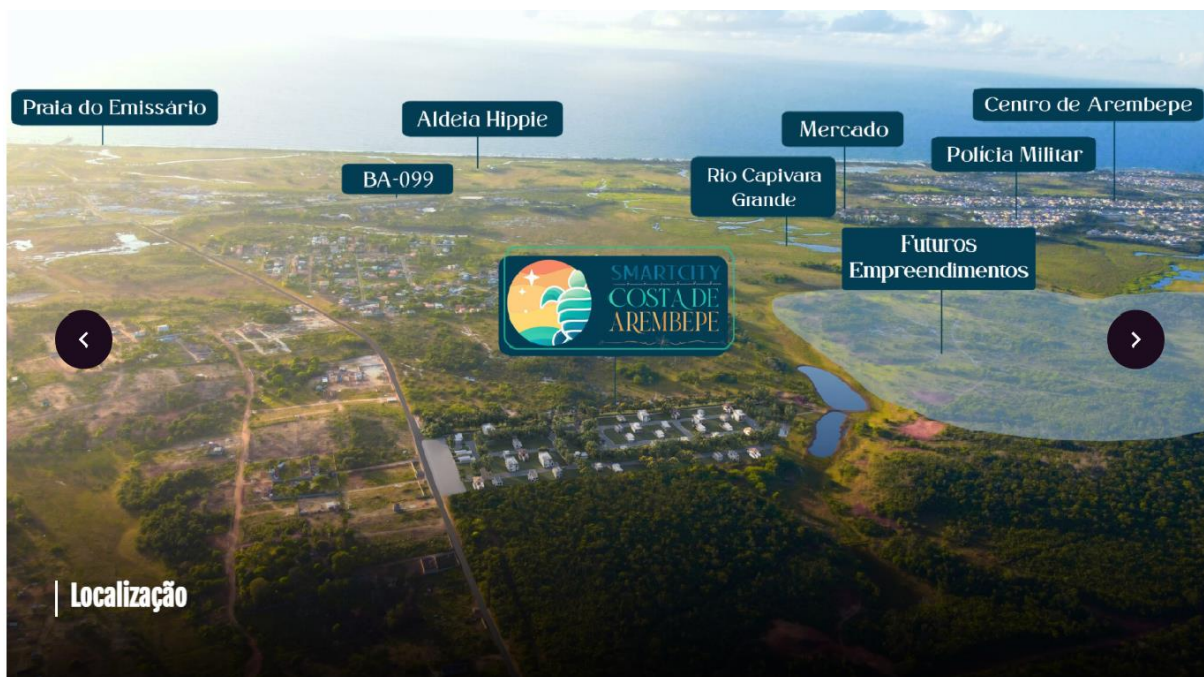 Praia do Emissário
Aldeia Hippie
BA-099
Mercado
Centro de Arembepe
Polícia Militar
Rio Capivara
Grande
Futuros
Empreendimentos
SMARTCITY
COSTA DE
AREMBEPE
Localização